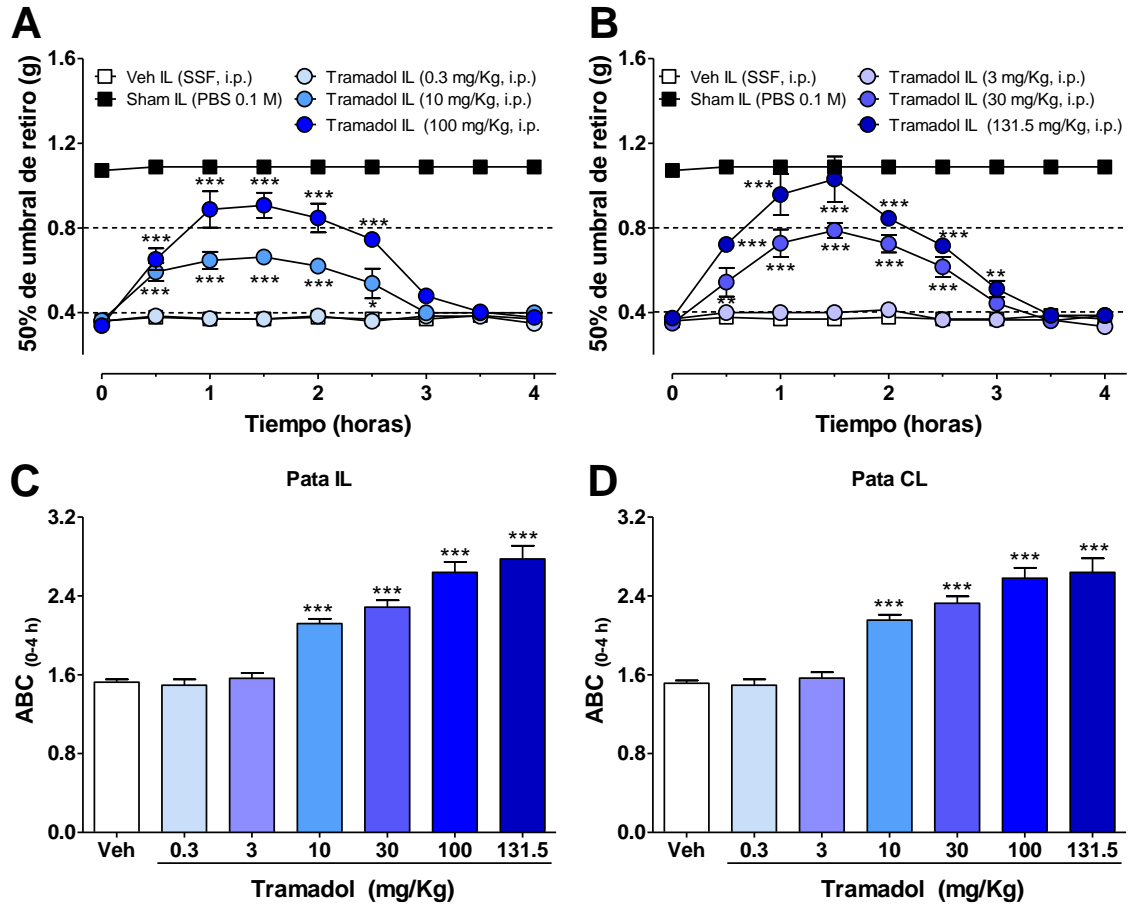 A
50% de umbral de retiro (g)
1.6
1.2
0.8
0.4
Veh IL (SSF, i.p.)
Sham IL (PBS 0.1 M)
Tramadol IL (0.3 mg/Kg, i.p.)
Tramadol IL (10 mg/Kg, i.p.)
Tramadol IL (100 mg/Kg, i.p.
***
***
***
***
***
***
***
***
***
*
0 1 2 3 4
Tiempo (horas)
B
50% de umbral de retiro (g)
1.6
1.2
0.8
0.4
Veh IL (SSF, i.p.)
Sham IL (PBS 0.1 M)
Tramadol IL (3 mg/Kg, i.p.)
Tramadol IL (30 mg/Kg, i.p.)
Tramadol IL (131.5 mg/Kg, i.p.)
***
***
***
***
***
**
**
***
***
***
***
0 1 2 3 4
Tiempo (horas)
C
Pata IL
ABC (0-4 h)
3.2
2.4
1.6
0.8
0.0
***
***
***
***
Veh 0.3 3 10 30 100 131.5
Tramadol (mg/Kg)
D
Pata CL
ABC (0-4 h)
3.2
2.4
1.6
0.8
0.0
***
***
***
***
Veh 0.3 3 10 30 100 131.5
Tramadol (mg/Kg)